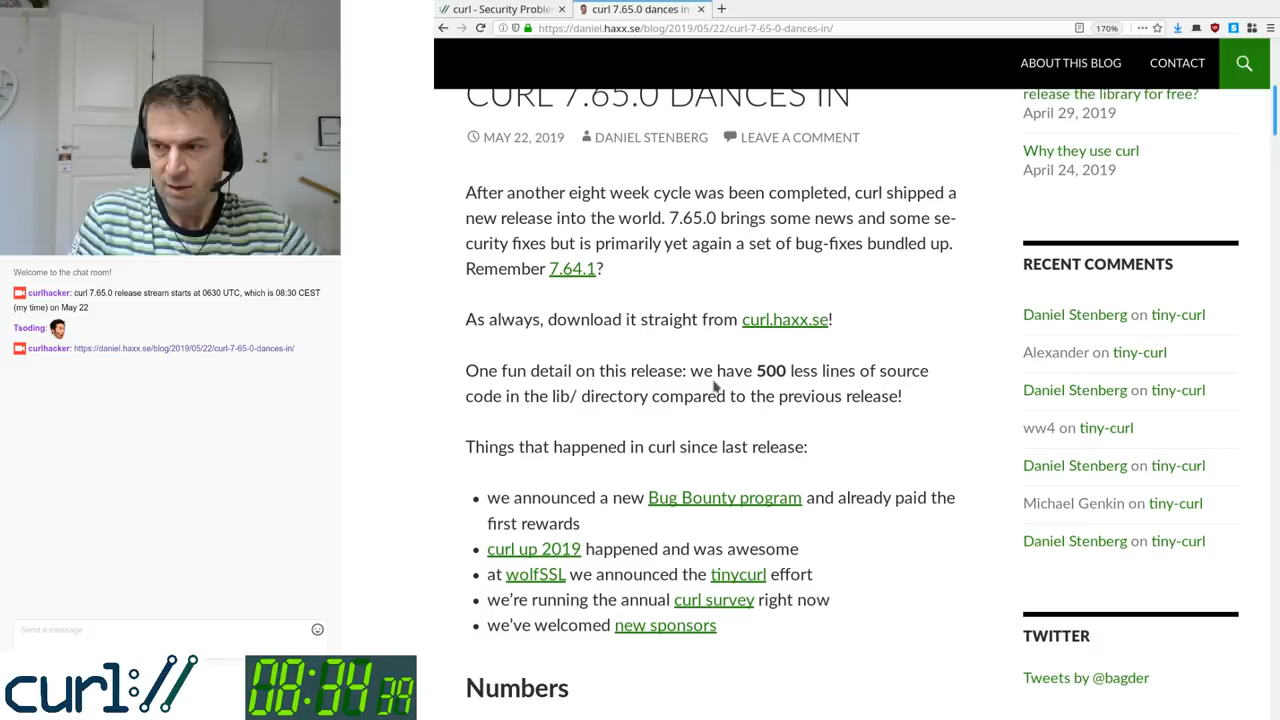 curl - Security Proble
curl 7.65.0 dances in
https://daniel.haxx.se/blog/2019/05/22/curl-7-65-0-dances-in/
170%
ABOUT THIS BLOG
CONTACT
CURL 7.65.0 DANCES IN
MAY 22, 2019
DANIEL STENBERG
LEAVE A COMMENT
After another eight week cycle was been completed, curl shipped a
new release into the world. 7.65.0 brings some news and some se-
curity fixes but is primarily yet again a set of bug-fixes bundled up.
Remember 7.64.1?
As always, download it straight from curl.haxx.se!
One fun detail on this release: we have 500 less lines of source
code in the lib/ directory compared to the previous release!
Things that happened in curl since last release:
• we announced a new Bug Bounty program and already paid the
first rewards
• curl up 2019 happened and was awesome
• at wolfSSL we announced the tinycurl effort
• we're running the annual curl survey right now
• we've welcomed new sponsors
Numbers
release the library for free?
April 29, 2019
Why they use curl
April 24, 2019
RECENT COMMENTS
Daniel Stenberg on tiny-curl
Alexander on tiny-curl
Daniel Stenberg on tiny-curl
ww4 on tiny-curl
Daniel Stenberg on tiny-curl
Michael Genkin on tiny-curl
Daniel Stenberg on tiny-curl
TWITTER
Tweets by @bagder
Welcome to the chat room!
curlhacker: curl 7.65.0 release stream starts at 0630 UTC, which is 08:30 CEST
(my time) on May 22
Tsoding:
curlhacker: https://daniel.haxx.se/blog/2019/05/22/curl-7-65-0-dances-in/
Send a message
curl://
08:34 39